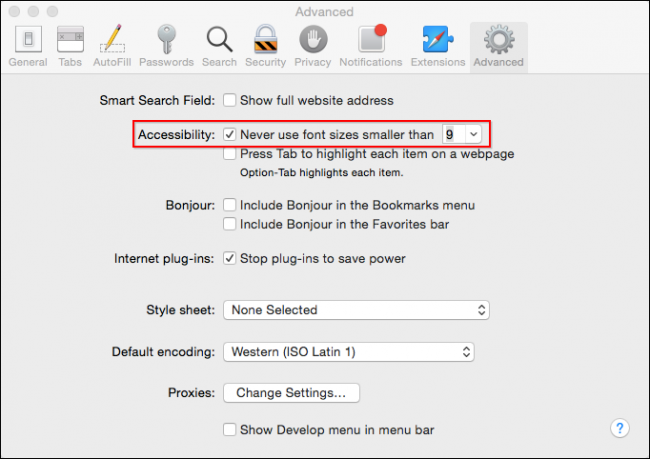 Advanced
General Tabs AutoFill Passwords Search Security Privacy Notifications Extensions Advanced
Smart Search Field: Show full website address
Accessibility: Never use font sizes smaller than 9
Press Tab to highlight each item on a webpage
Option-Tab highlights each item.
Bonjour: Include Bonjour in the Bookmarks menu
Include Bonjour in the Favorites bar
Internet plug-ins: Stop plug-ins to save power
Style sheet: None Selected
Default encoding: Western (ISO Latin 1)
Proxies: Change Settings...
Show Develop menu in menu bar
?